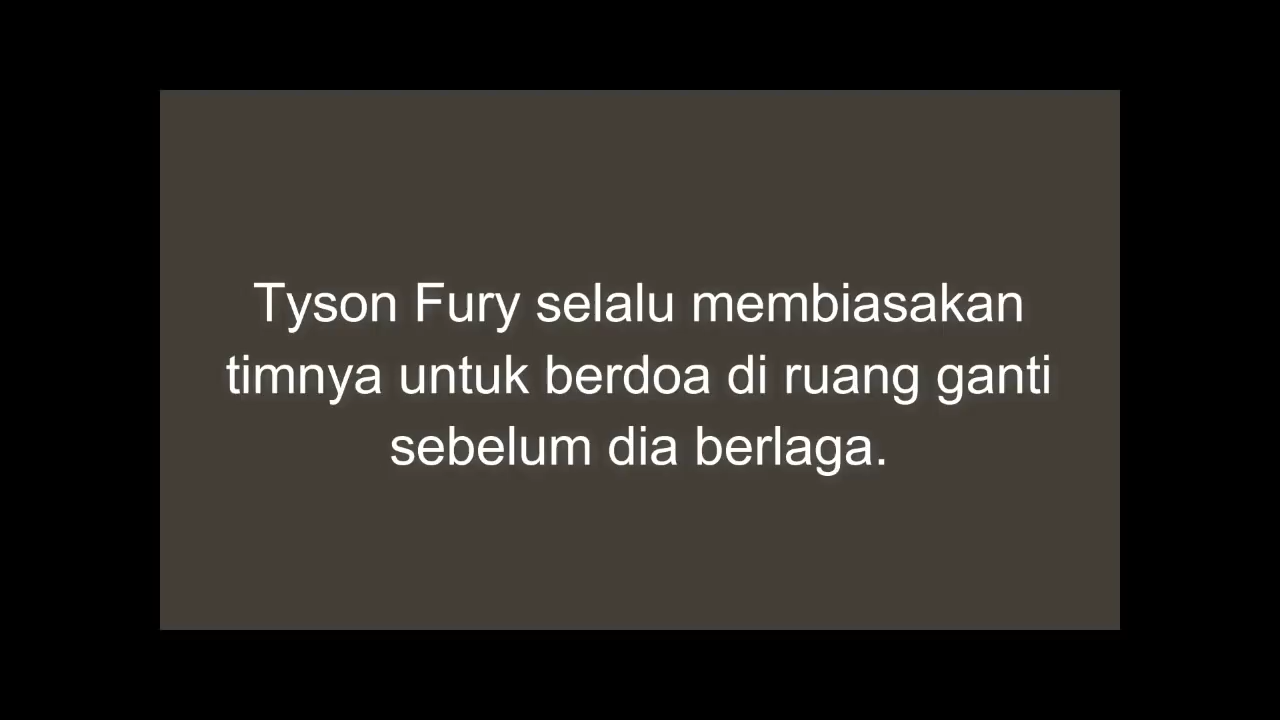 Tyson Fury selalu membiasakan
timnya untuk berdoa di ruang ganti
sebelum dia berlaga.